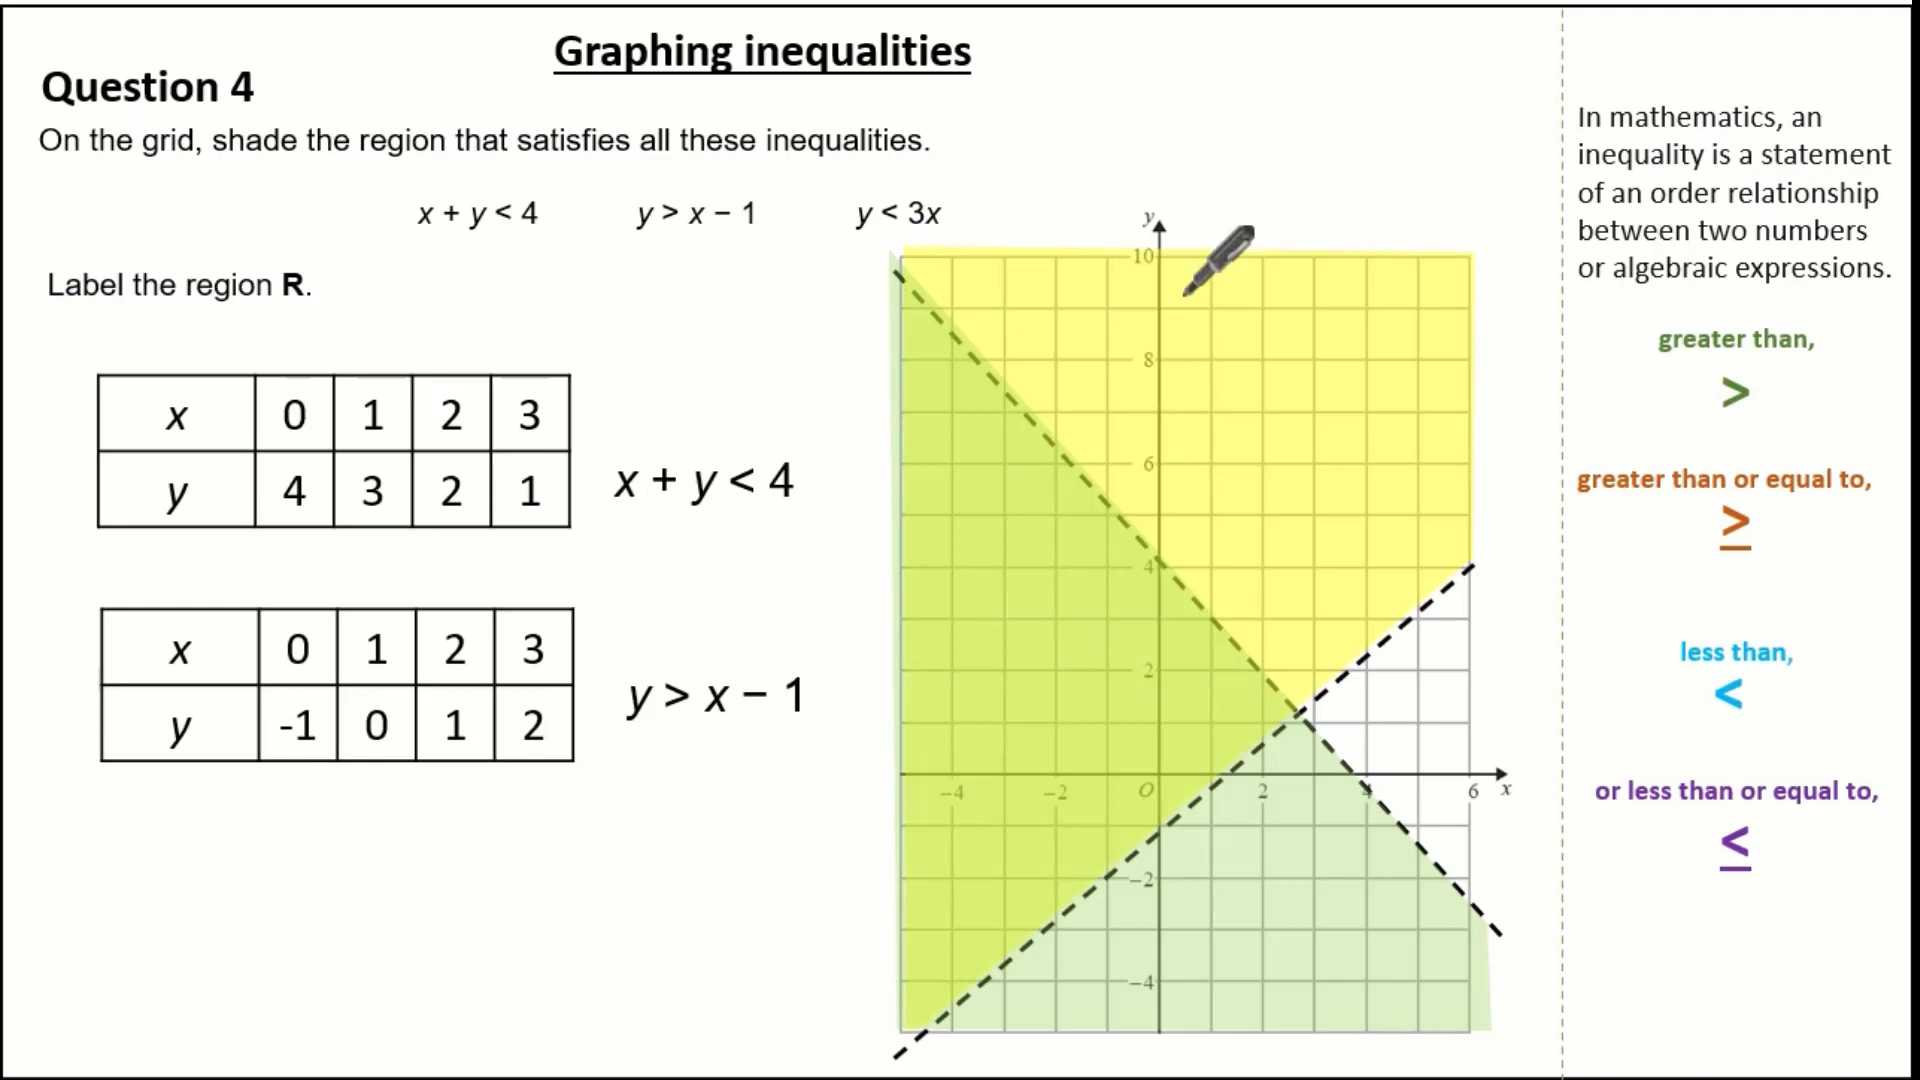 Graphing inequalities
Question 4
On the grid, shade the region that satisfies all these inequalities.
x + y < 4
y > x − 1
y < 3x
Label the region R.
x 0 1 2 3
y 4 3 2 1
x + y < 4
x 0 1 2 3
y -1 0 1 2
y > x − 1
y
10
8
6
4
2
−4 −2 O 2 4 6 x
−2
−4
In mathematics, an
inequality is a statement
of an order relationship
between two numbers
or algebraic expressions.
greater than,
>
greater than or equal to,
≥
less than,
<
or less than or equal to,
≤